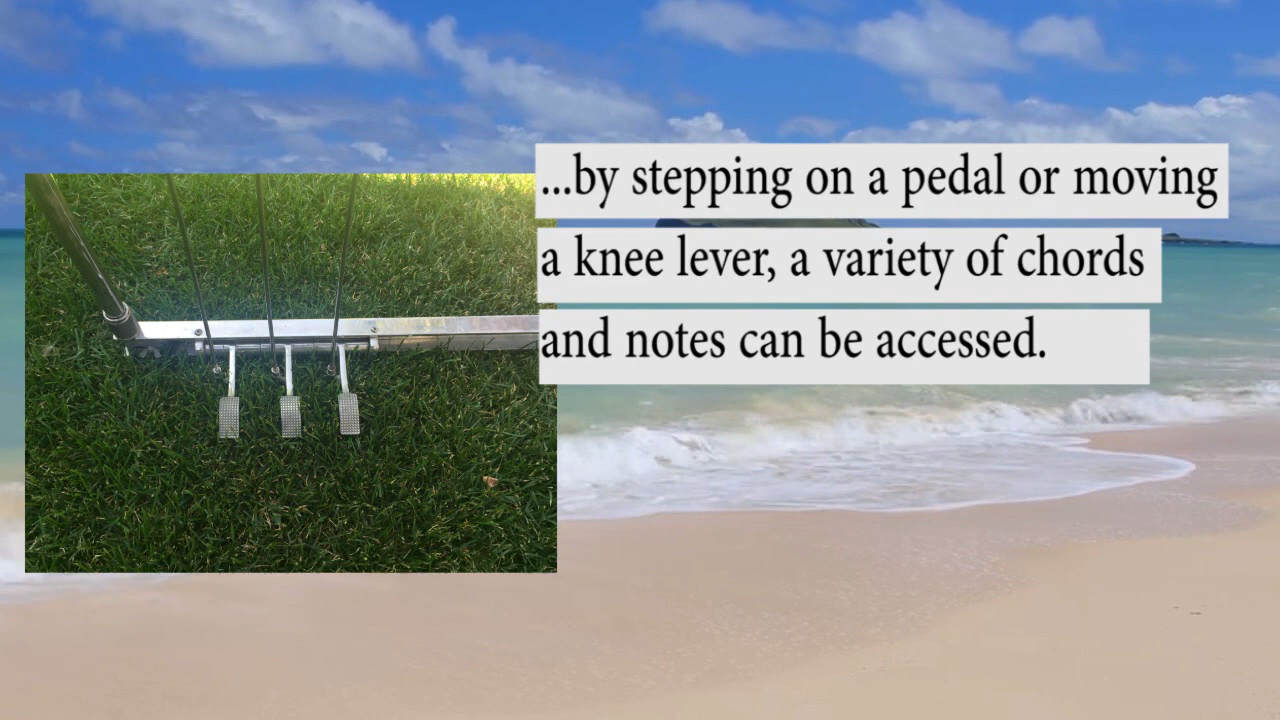 ...by stepping on a pedal or moving
a knee lever, a variety of chords
and notes can be accessed.